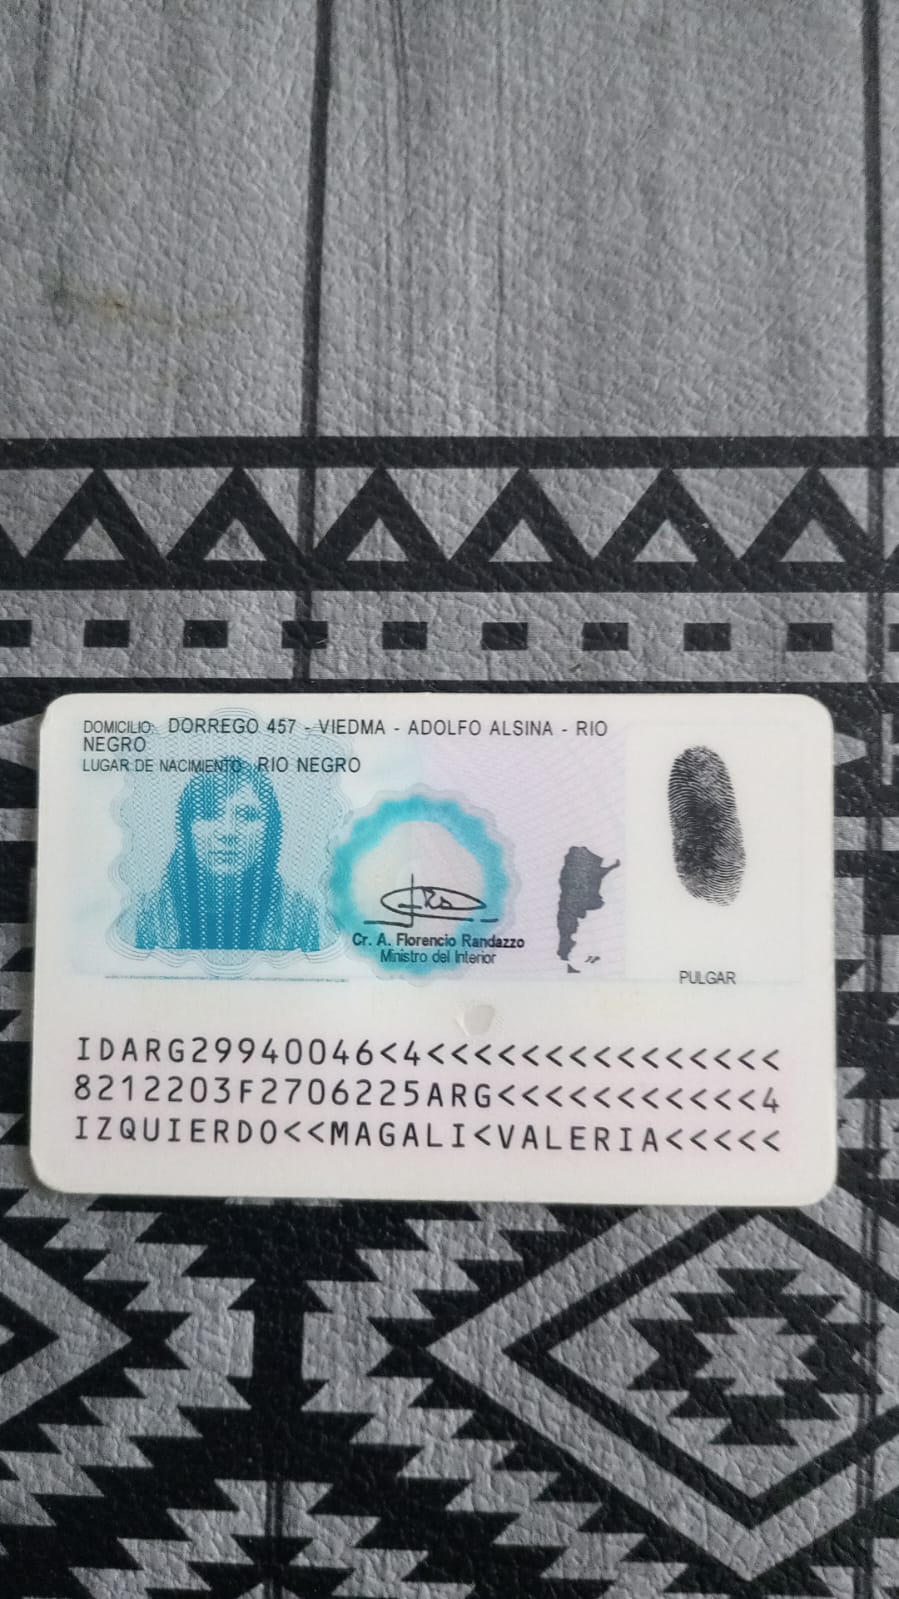 DOMICILIO: DORREGO 457 - VIEDMA - ADOLFO ALSINA - RIO
NEGRO
LUGAR DE NACIMIENTO: RIO NEGRO
Cr. A. Florencio Randazzo
Ministro del Interior
PULGAR
IDARG29940046<4<<<<<<<<<<<<<<<
8212203F2706225ARG<<<<<<<<<<<4
IZQUIERDO<<MAGALI<VALERIA<<<<<